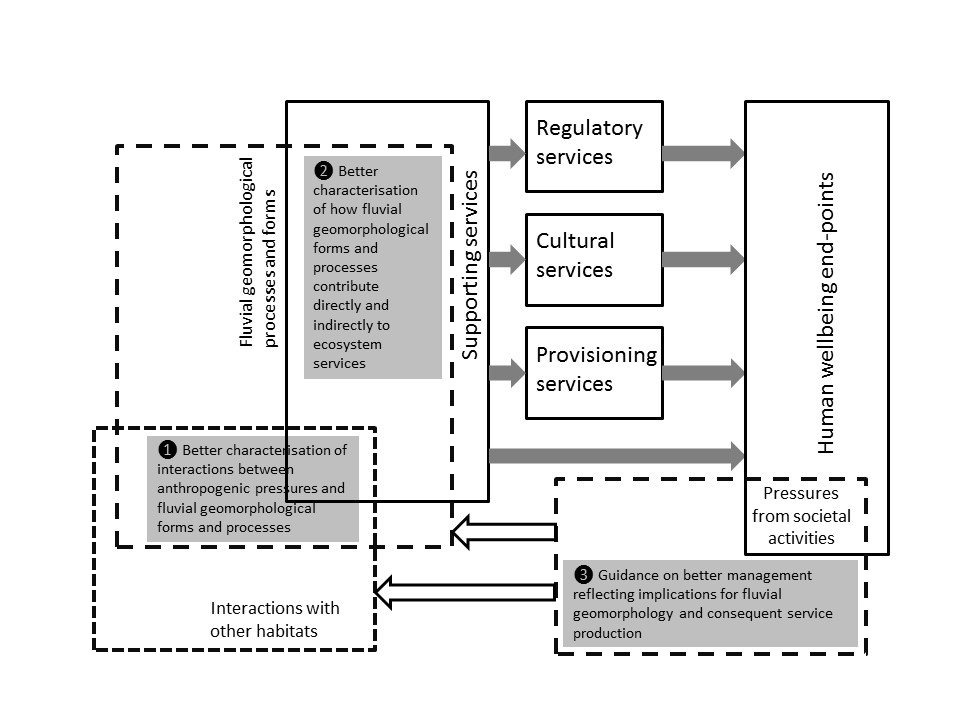 Fluvial geomorphological
processes and forms
❷ Better
characterisation
of how fluvial
geomorphological
forms and
processes
contribute
directly and
indirectly to
ecosystem
services
Supporting services
Regulatory
services
Cultural
services
Provisioning
services
Human wellbeing end-points
❶ Better characterisation of
interactions between
anthropogenic pressures and
fluvial geomorphological
forms and processes
Interactions with
other habitats
Pressures
from societal
activities
❸ Guidance on better management
reflecting implications for fluvial
geomorphology and consequent service
production